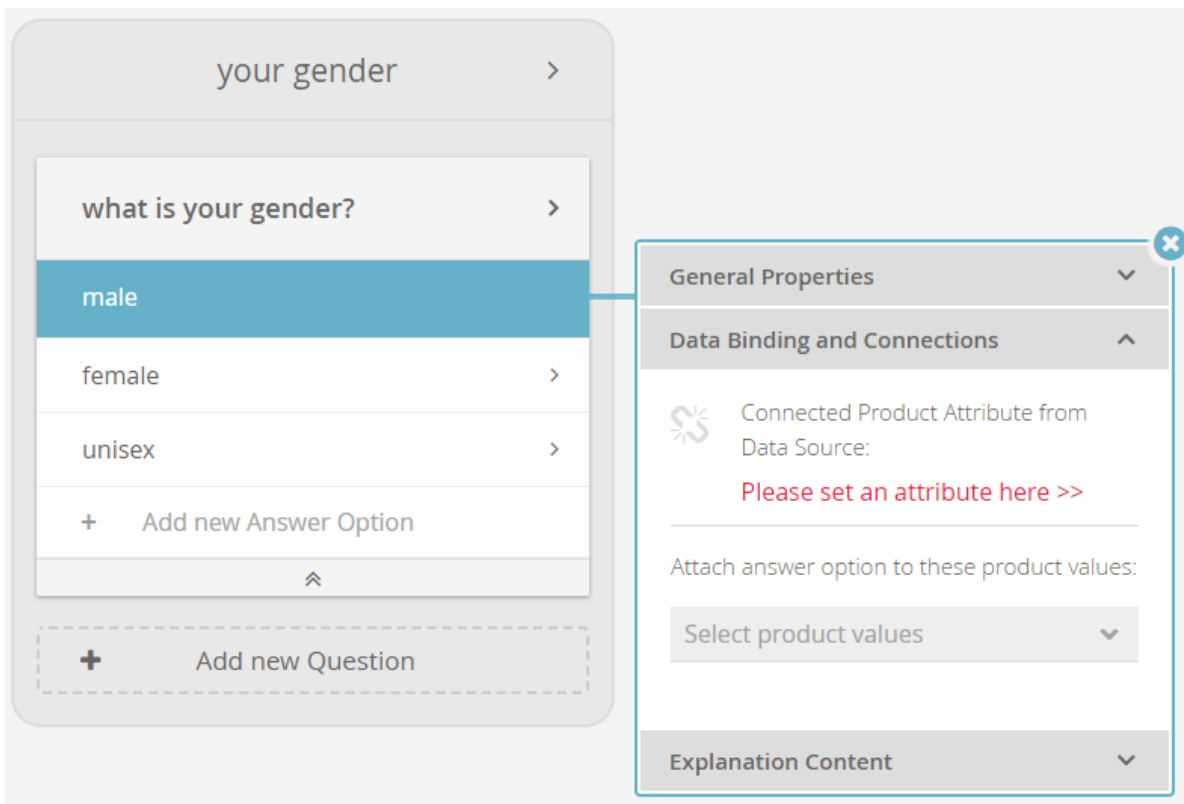 your gender
what is your gender?
male
female
unisex
+ Add new Answer Option
+ Add new Question
General Properties
Data Binding and Connections
Connected Product Attribute from
Data Source:
Please set an attribute here >>
Attach answer option to these product values:
Select product values
Explanation Content